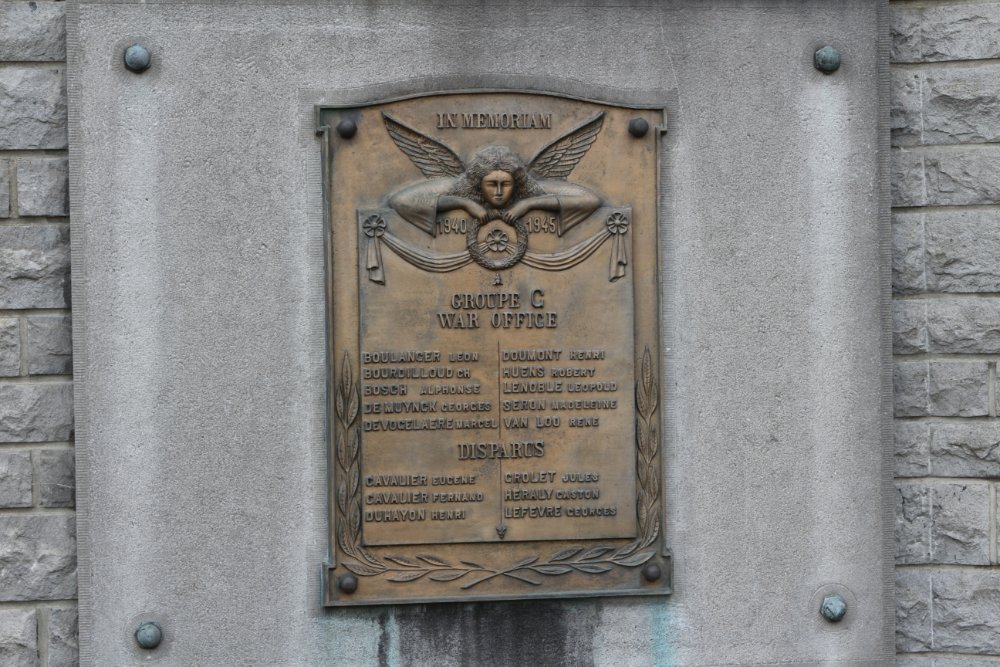 IN MEMORIAM
1940 1945
GROUPE C
WAR OFFICE
BOULANGER LEON
BOURDILLOUD CH
BOSCH ALPHONSE
DE MUYNCK GEORGES
DEVOGELAERE MARCEL
DOUMONT HENRI
HUENS ROBERT
LENOBLE LEOPOLD
SERON MADELEINE
VAN LOO RENE
DISPARUS
CAVALIER EUGENE
CAVALIER FERNAND
DUHAYON HENRI
CROLET JULES
HERALY GASTON
LEFEVRE GEORGES